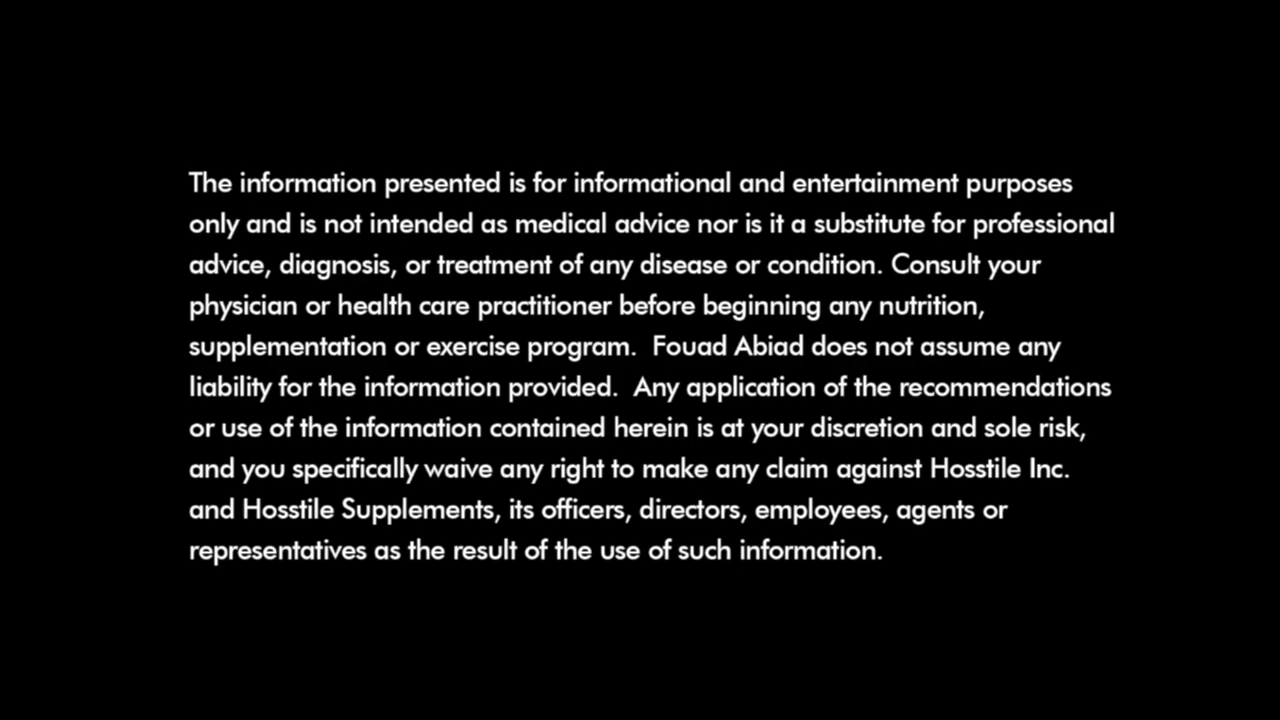 The information presented is for informational and entertainment purposes
only and is not intended as medical advice nor is it a substitute for professional
advice, diagnosis, or treatment of any disease or condition. Consult your
physician or health care practitioner before beginning any nutrition,
supplementation or exercise program.  Fouad Abiad does not assume any
liability for the information provided.  Any application of the recommendations
or use of the information contained herein is at your discretion and sole risk,
and you specifically waive any right to make any claim against Hosstile Inc.
and Hosstile Supplements, its officers, directors, employees, agents or
representatives as the result of the use of such information.